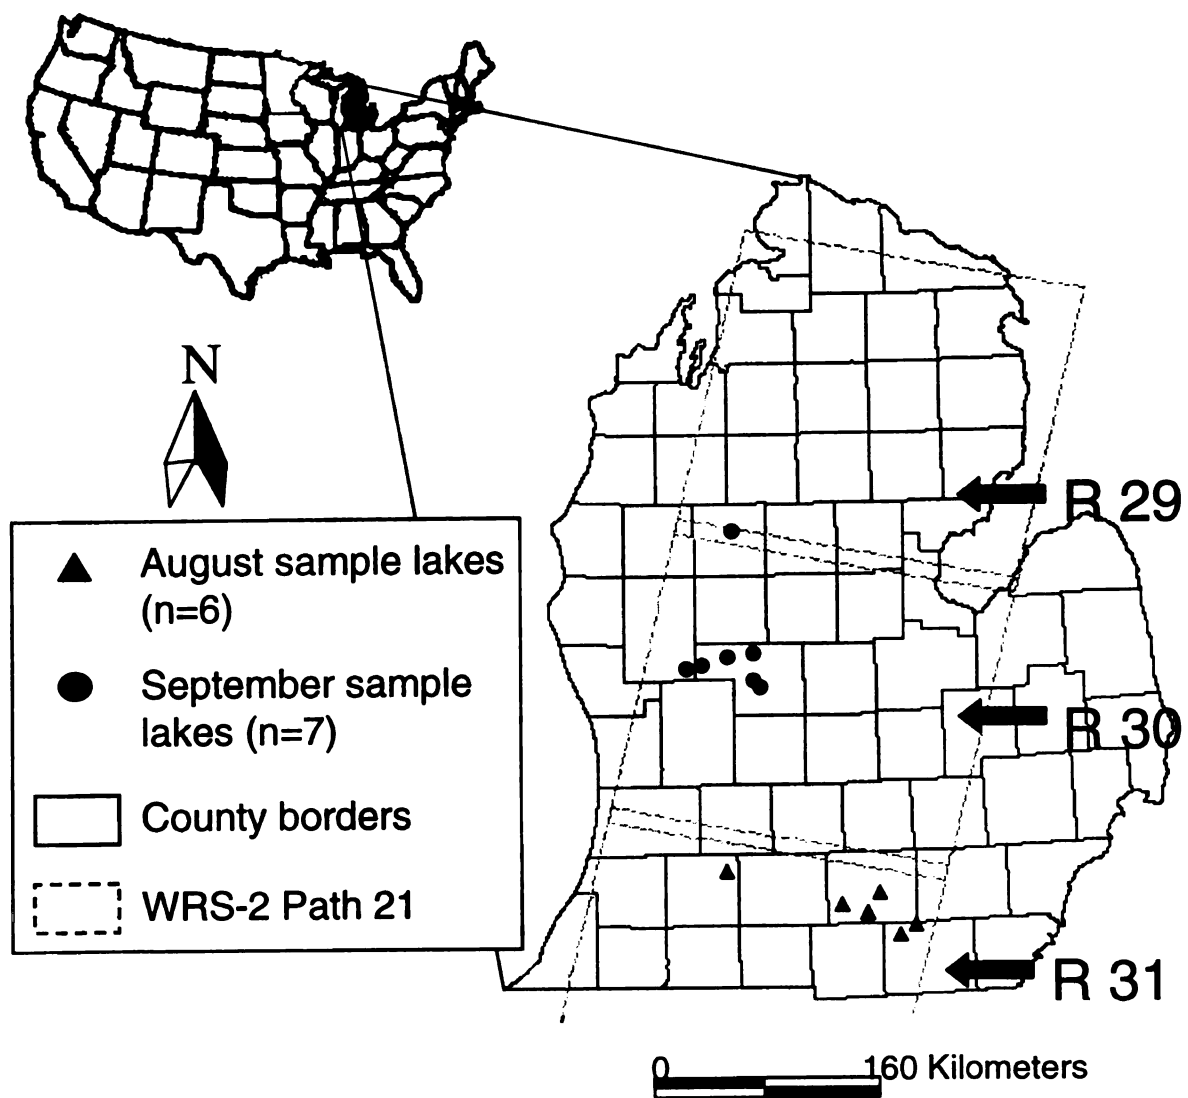 N
August sample lakes
(n=6)
September sample
lakes (n=7)
County borders
WRS-2 Path 21
R 29
R 30
R 31
0 160 Kilometers